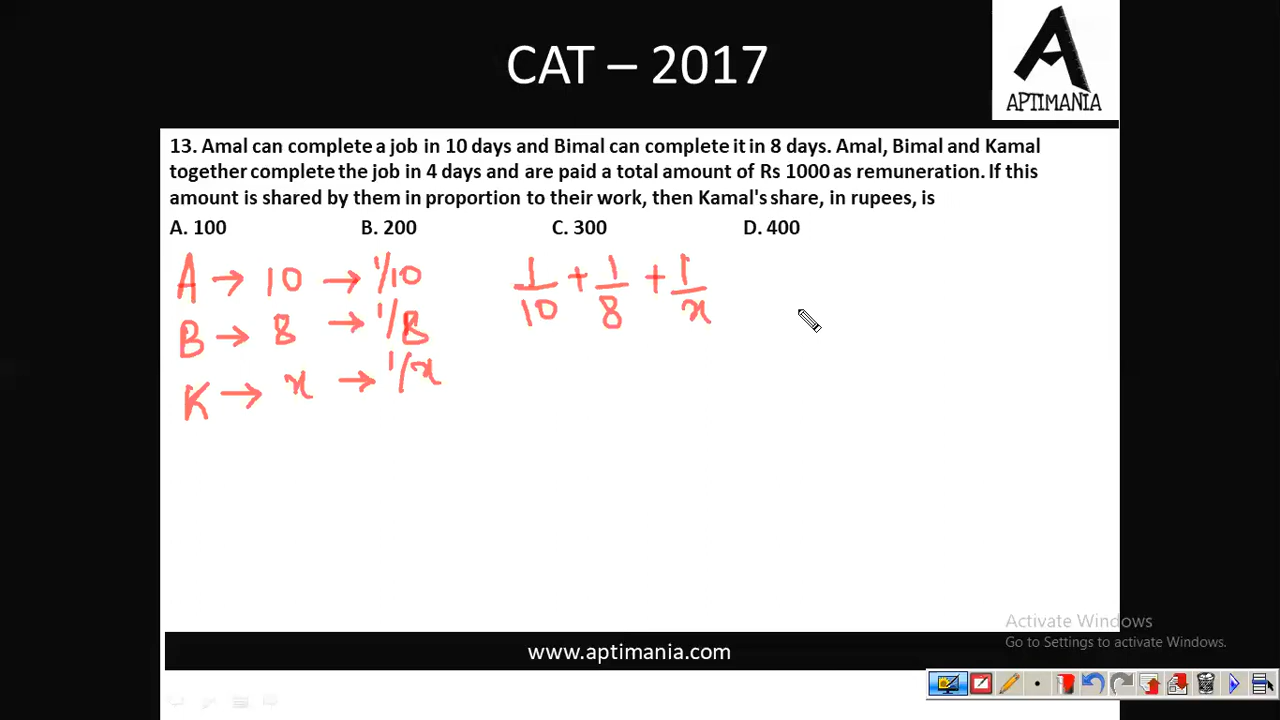 CAT – 2017
A
APTIMANIA
13. Amal can complete a job in 10 days and Bimal can complete it in 8 days. Amal, Bimal and Kamal
together complete the job in 4 days and are paid a total amount of Rs 1000 as remuneration. If this
amount is shared by them in proportion to their work, then Kamal's share, in rupees, is
A. 100 B. 200 C. 300 D. 400
A → 10 → 1/10
B → 8 → 1/8
K → x → 1/x
1/10 + 1/8 + 1/x
Activate Windows
Go to Settings to activate Windows.
www.aptimania.com